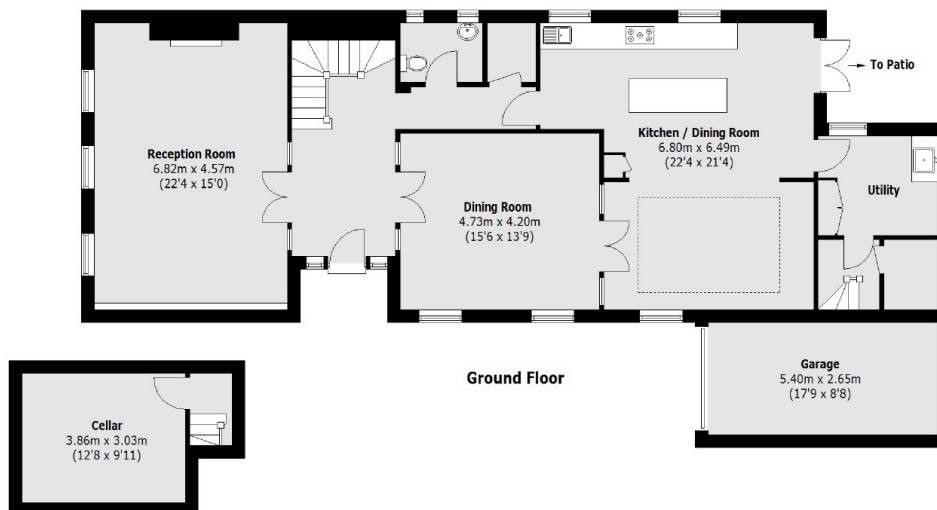 To Patio
Reception Room
6.82m x 4.57m
(22'4 x 15'0)
Kitchen / Dining Room
6.80m x 6.49m
(22'4 x 21'4)
Dining Room
4.73m x 4.20m
(15'6 x 13'9)
Utility
Ground Floor
Garage
5.40m x 2.65m
(17'9 x 8'8)
Cellar
3.86m x 3.03m
(12'8 x 9'11)